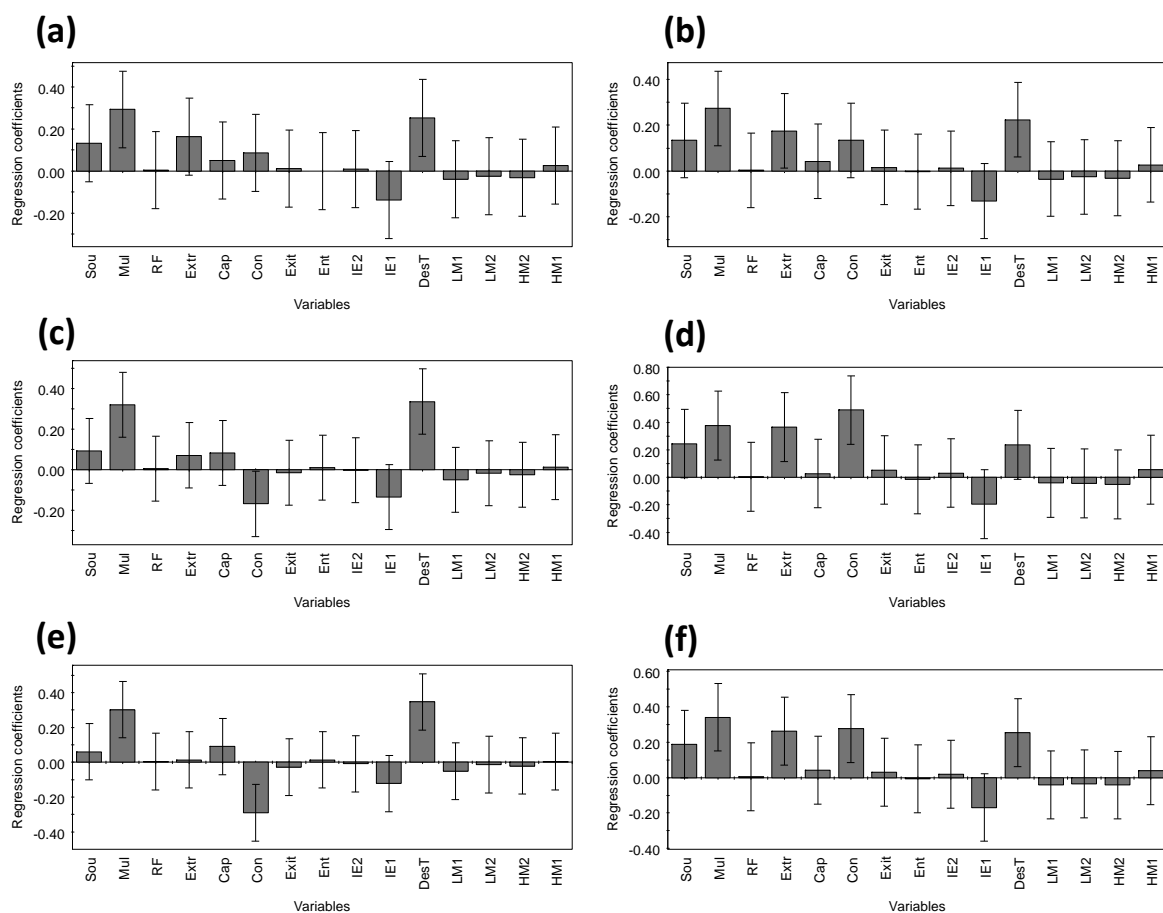 (a)
Regression coefficients
0.40
0.20
0.00
-0.20
Sou Mul RF Extr Cap Con Exit Ent IE2 IE1 DesT LM1 LM2 HM2 HM1
Variables
(b)
Regression coefficients
0.40
0.20
0.00
-0.20
Sou Mul RF Extr Cap Con Exit Ent IE2 IE1 DesT LM1 LM2 HM2 HM1
Variables
(c)
Regression coefficients
0.40
0.20
0.00
-0.20
Sou Mul RF Extr Cap Con Exit Ent IE2 IE1 DesT LM1 LM2 HM2 HM1
Variables
(d)
Regression coefficients
0.80
0.60
0.40
0.20
0.00
-0.20
-0.40
Sou Mul RF Extr Cap Con Exit Ent IE2 IE1 DesT LM1 LM2 HM2 HM1
Variables
(e)
Regression coefficients
0.40
0.20
0.00
-0.20
-0.40
Sou Mul RF Extr Cap Con Exit Ent IE2 IE1 DesT LM1 LM2 HM2 HM1
Variables
(f)
Regression coefficients
0.60
0.40
0.20
0.00
-0.20
-0.40
Sou Mul RF Extr Cap Con Exit Ent IE2 IE1 DesT LM1 LM2 HM2 HM1
Variables